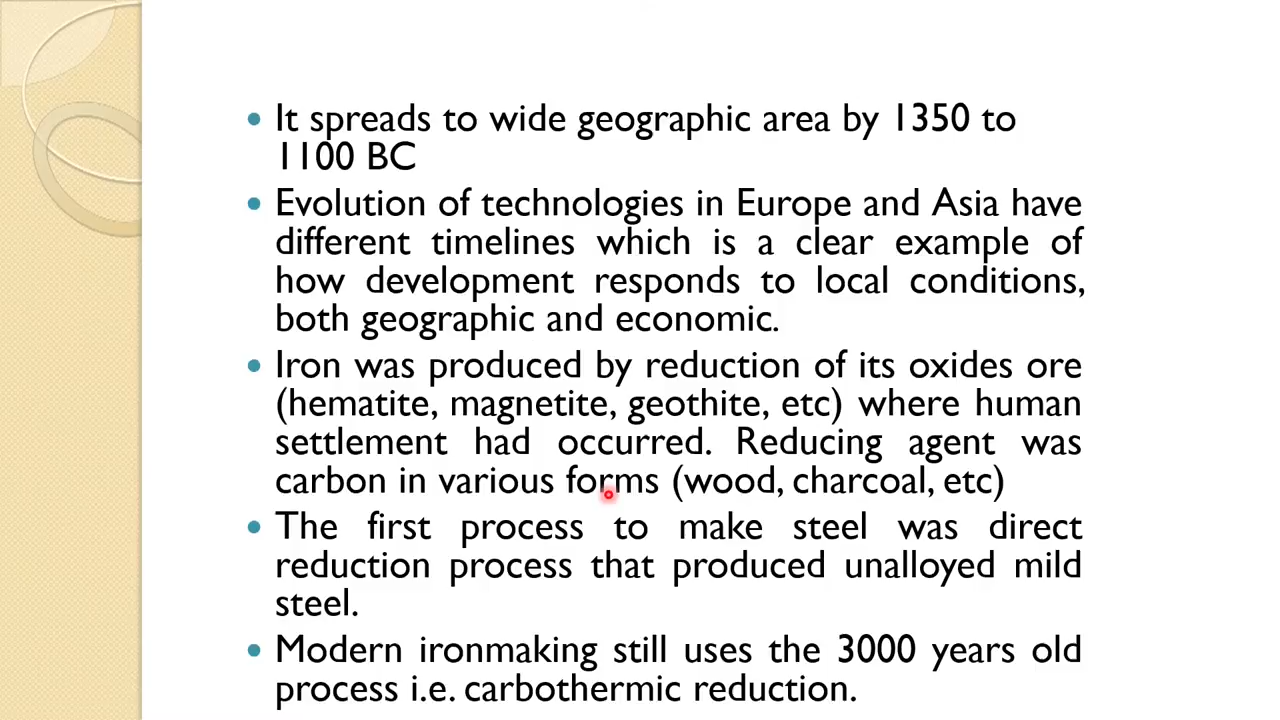 • It spreads to wide geographic area by 1350 to
1100 BC
• Evolution of technologies in Europe and Asia have
different timelines which is a clear example of
how development responds to local conditions,
both geographic and economic.
• Iron was produced by reduction of its oxides ore
(hematite, magnetite, geothite, etc) where human
settlement had occurred. Reducing agent was
carbon in various forms (wood, charcoal, etc)
• The first process to make steel was direct
reduction process that produced unalloyed mild
steel.
• Modern ironmaking still uses the 3000 years old
process i.e. carbothermic reduction.